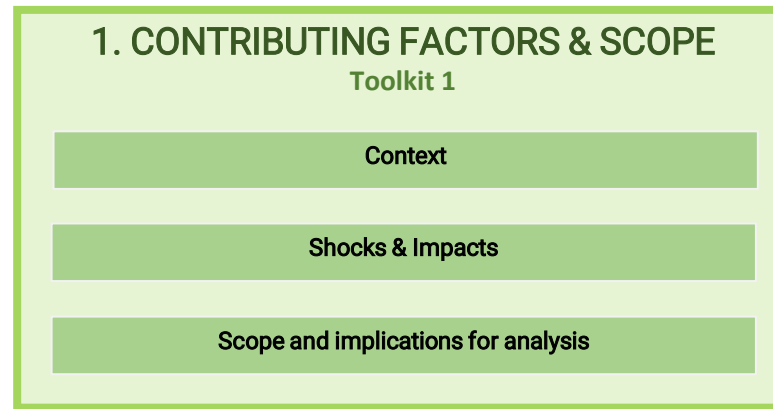 1. CONTRIBUTING FACTORS & SCOPE
Toolkit 1
Context
Shocks & Impacts
Scope and implications for analysis